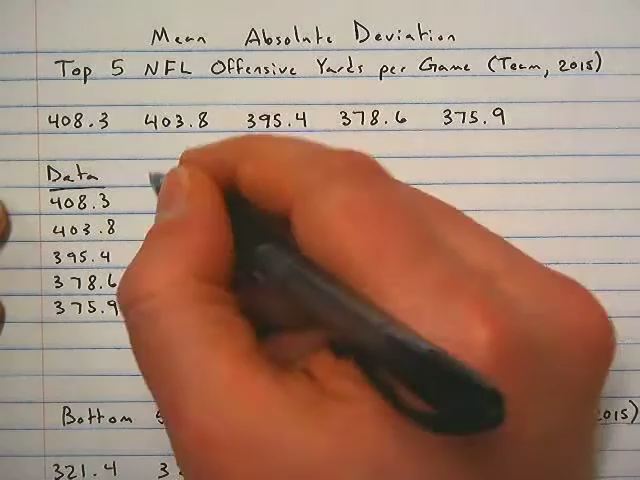 Mean Absolute Deviation
Top 5 NFL Offensive Yards per Game (Team, 2015)
408.3 403.8 395.4 378.6 375.9
Data
408.3
403.8
395.4
378.6
375.9
Bottom 2015)
321.4